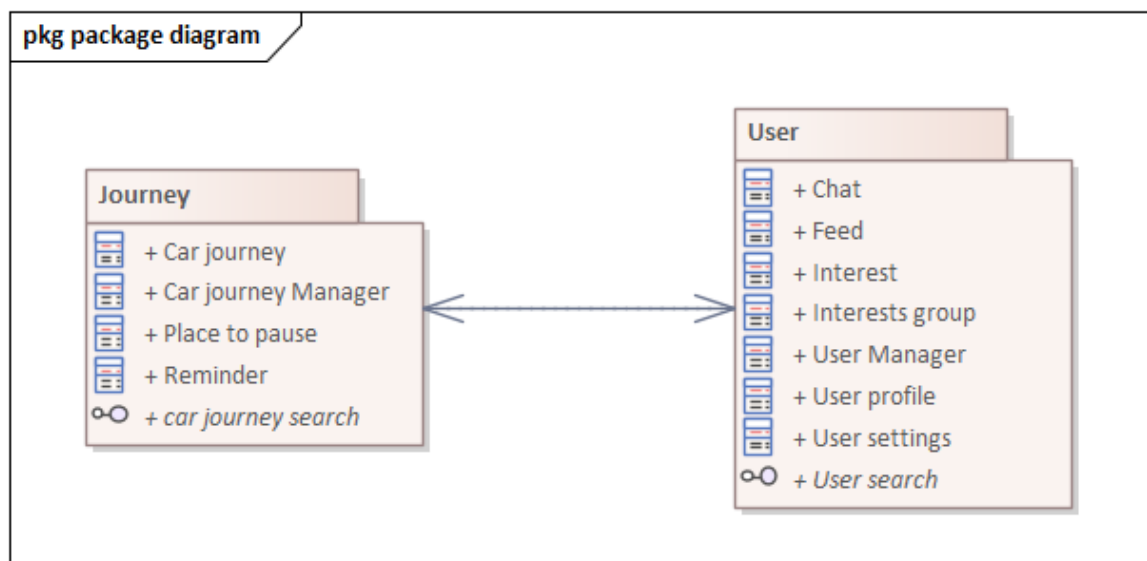 pkg package diagram
Journey
+ Car journey
+ Car journey Manager
+ Place to pause
+ Reminder
+ car journey search
User
+ Chat
+ Feed
+ Interest
+ Interests group
+ User Manager
+ User profile
+ User settings
+ User search